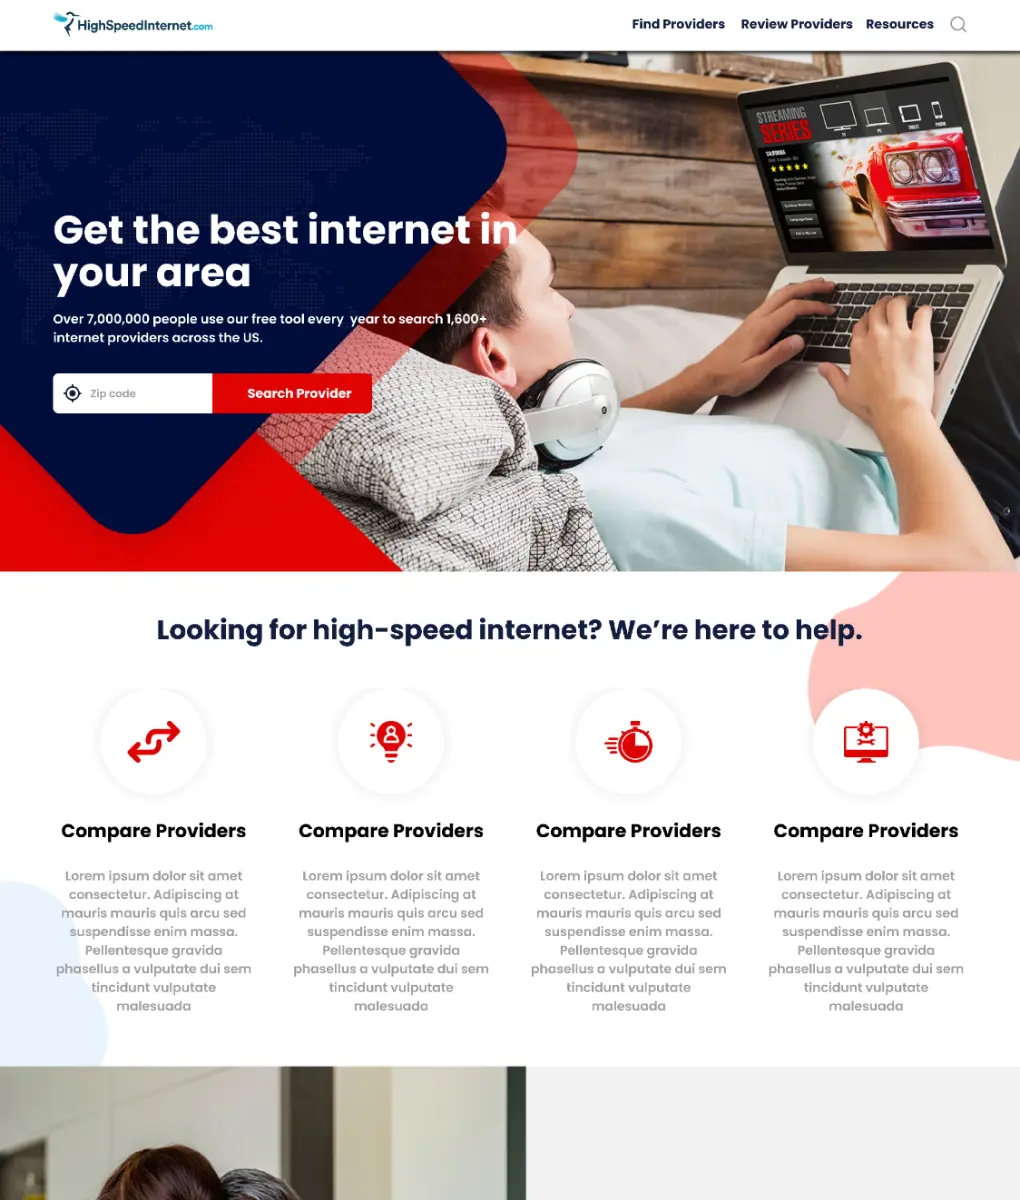 HighSpeedInternet.com
Find Providers
Review Providers
Resources
STREAMING
SERIES
TV
PC
TABLET
PHONE
CALIFORNIA
Get the best internet in
your area
Over 7,000,000 people use our free tool every year to search 1,600+
internet providers across the US.
Zip code
Search Provider
Looking for high-speed internet? We’re here to help.
Compare Providers
Lorem ipsum dolor sit amet
consectetur. Adipiscing at
mauris mauris quis arcu sed
suspendisse enim massa.
Pellentesque gravida
phasellus a vulputate dui sem
tincidunt vulputate
malesuada
Compare Providers
Lorem ipsum dolor sit amet
consectetur. Adipiscing at
mauris mauris quis arcu sed
suspendisse enim massa.
Pellentesque gravida
phasellus a vulputate dui sem
tincidunt vulputate
malesuada
Compare Providers
Lorem ipsum dolor sit amet
consectetur. Adipiscing at
mauris mauris quis arcu sed
suspendisse enim massa.
Pellentesque gravida
phasellus a vulputate dui sem
tincidunt vulputate
malesuada
Compare Providers
Lorem ipsum dolor sit amet
consectetur. Adipiscing at
mauris mauris quis arcu sed
suspendisse enim massa.
Pellentesque gravida
phasellus a vulputate dui sem
tincidunt vulputate
malesuada